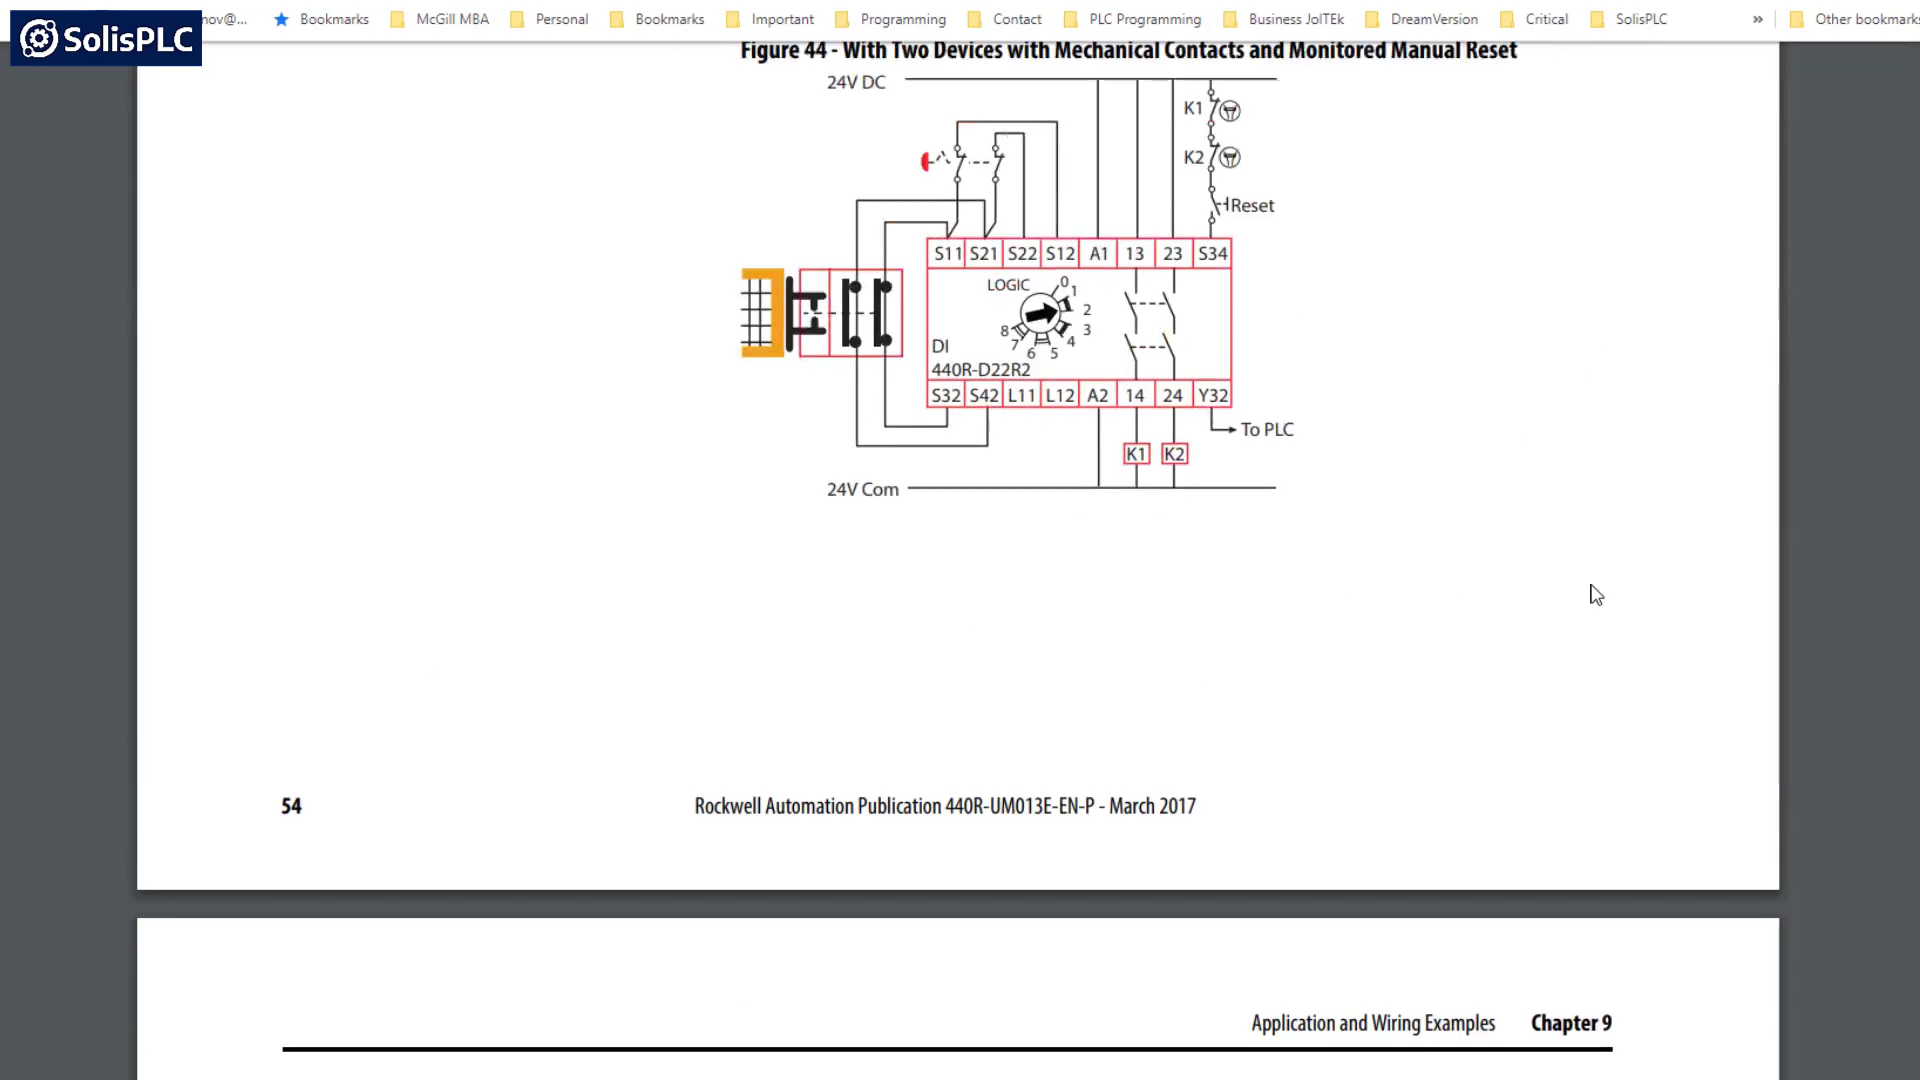 nov@... Bookmarks McGill MBA Personal Bookmarks Important Programming Contact PLC Programming Business JolTEk DreamVersion Critical SolisPLC » Other bookmarks
SolisPLC
Figure 44 - With Two Devices with Mechanical Contacts and Monitored Manual Reset
24V DC
K1
K2
Reset
S11 S21 S22 S12 A1 13 23 S34
LOGIC 0
1
2
3
4
5
6
7
8
DI
440R-D22R2
S32 S42 L11 L12 A2 14 24 Y32
To PLC
K1 K2
24V Com
54 Rockwell Automation Publication 440R-UM013E-EN-P - March 2017
Application and Wiring Examples Chapter 9